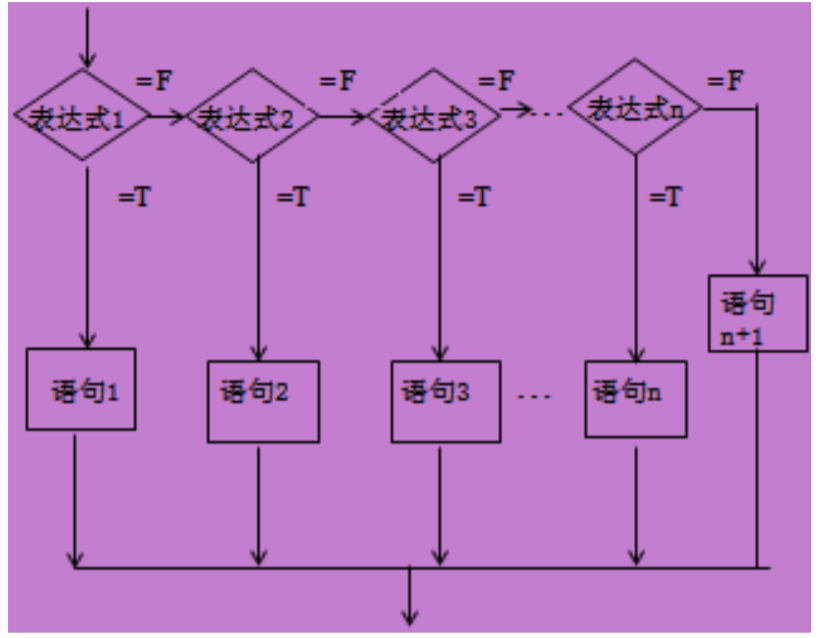 =F
=F
=F
=F
表达式1
表达式2
表达式3
...
表达式n
=T
=T
=T
=T
语句
n+1
语句1
语句2
语句3
...
语句n